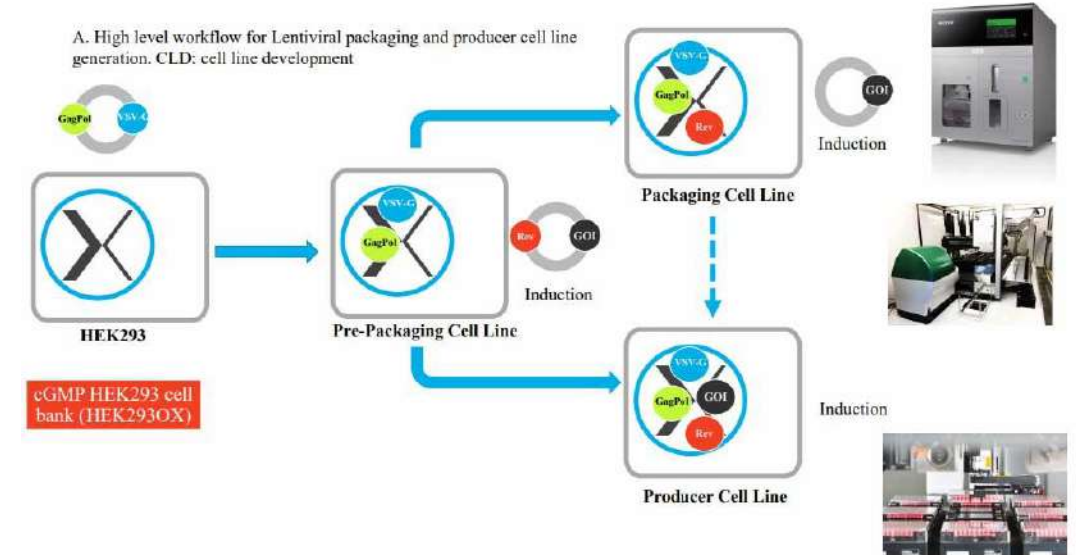 A. High level workflow for Lentiviral packaging and producer cell line
generation. CLD: cell line development
GagPol
VSV-G
HEK293
cGMP HEK293 cell
bank (HEK293OX)
VSV-G
GagPol
Pre-Packaging Cell Line
Rev
GOI
Induction
VSV-G
GagPol
Rev
Packaging Cell Line
GOI
Induction
VSV-G
GagPol
GOI
Rev
Producer Cell Line
Induction